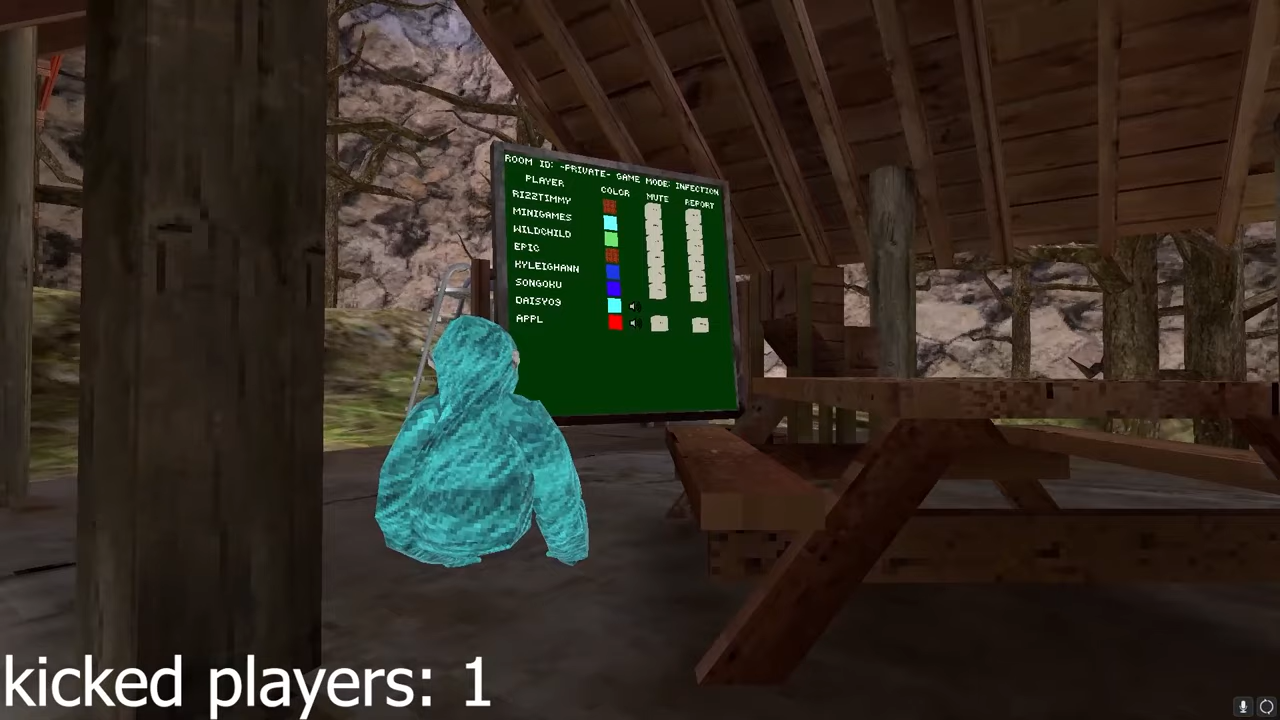 ROOM ID: -PRIVATE- GAME MODE: INFECTION
PLAYER COLOR MUTE REPORT
RIZZTIMMY
MINIGAMES
WILDCHILD
EPIC
KYLEIGHANN
SONGOKU
DAISY09
APPL
kicked players: 1